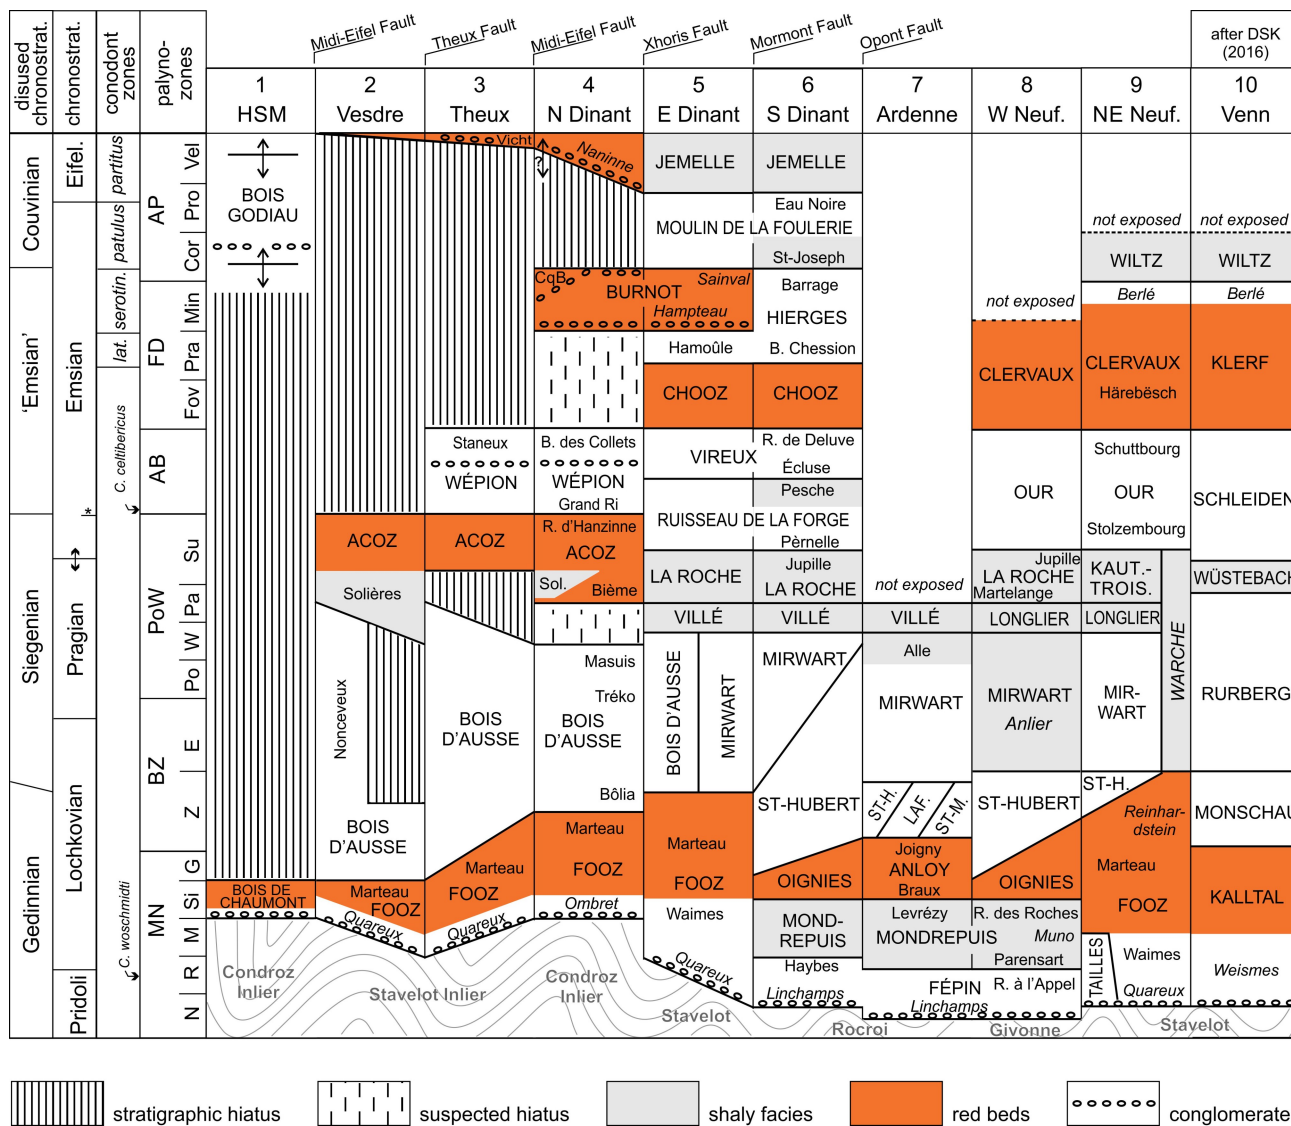 Midi-Eifel Fault
Theux Fault
Midi-Eifel Fault
Xhoris Fault
Mormont Fault
Opont Fault
after DSK
(2016)
disused
chronostrat.
chronostrat.
conodont
zones
palyno-
zones
1
HSM
2
Vesdre
3
Theux
4
N Dinant
5
E Dinant
6
S Dinant
7
Ardenne
8
W Neuf.
9
NE Neuf.
10
Venn
Couvinian
'Emsian'
Siegenian
Gedinnian
Eifel.
Emsian
Pragian
Lochkovian
Pridoli
partitus
patulus
serotin.
lat.
C. celtibericus
*
C. woschmidti
AP
FD
AB
PoW
BZ
MN
Vel
Pro
Cor
Min
Pra
Fov
Su
Pa
W
Po
E
Z
G
Si
M
R
N
BOIS
GODIAU
BOIS DE
CHAUMONT
Condroz
Inlier
ACOZ
Solières
Nonceveux
BOIS
D'AUSSE
Marteau
FOOZ
Quareux
Stavelot Inlier
Vicht
Staneux
WÉPION
ACOZ
BOIS
D'AUSSE
Marteau
FOOZ
Quareux
?
Naninne
CqB
BURNOT
Sainval
Hampteau
B. des Collets
WÉPION
Grand Ri
R. d'Hanzinne
ACOZ
Sol.
Bième
Masuis
Tréko
BOIS
D'AUSSE
Bôlia
Marteau
FOOZ
Ombret
Condroz
Inlier
JEMELLE
JEMELLE
Eau Noire
MOULIN DE LA FOULERIE
St-Joseph
Barrage
HIERGES
Hamoûle
B. Chession
CHOOZ
CHOOZ
R. de Deluve
VIREUX
Écluse
Pesche
RUISSEAU DE LA FORGE
Pèrnelle
LA ROCHE
Jupille
LA ROCHE
VILLÉ
VILLÉ
BOIS D'AUSSE
MIRWART
MIRWART
ST-HUBERT
Marteau
FOOZ
Waimes
Quareux
Stavelot
OIGNIES
MOND-
REPUIS
Haybes
Linchamps
Rocroi
not exposed
VILLÉ
Alle
MIRWART
ST-H.
LAF.
ST-M.
Joigny
ANLOY
Braux
Levrézy
MONDREPUIS
FÉPIN
Linchamps
not exposed
CLERVAUX
OUR
Jupille
LA ROCHE
Martelange
LONGLIER
MIRWART
Anlier
ST-HUBERT
OIGNIES
R. des Roches
Muno
Parensart
R. à l'Appel
Givonne
not exposed
WILTZ
Berlé
CLERVAUX
Härebësch
Schuttbourg
OUR
Stolzembourg
KAUT.-
TROIS.
LONGLIER
WARCHE
MIR-
WART
ST-H.
Reinhar-
dstein
Marteau
FOOZ
TAILLES
Waimes
Quareux
Stavelot
not exposed
WILTZ
Berlé
KLERF
SCHLEIDEN
WÜSTEBACH
RURBERG
MONSCHAU
KALLTAL
Weismes
stratigraphic hiatus
suspected hiatus
shaly facies
red beds
conglomerate